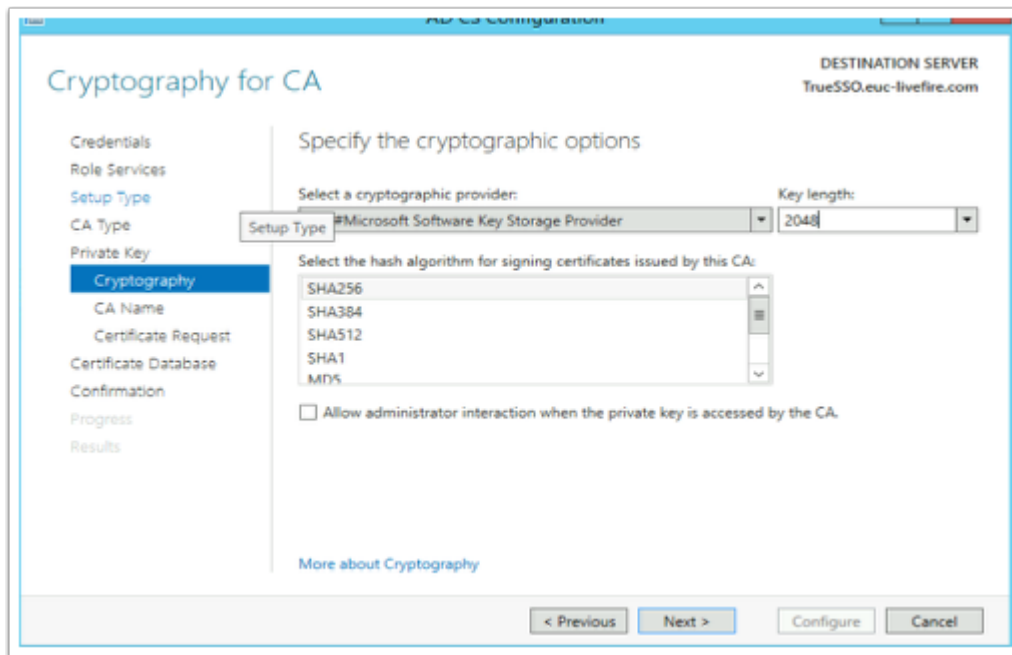 AD CS Configuration
DESTINATION SERVER
TrueSSO.euc-livefire.com
Cryptography for CA
Credentials
Role Services
Setup Type
CA Type
Private Key
Cryptography
CA Name
Certificate Request
Certificate Database
Confirmation
Progress
Results
Setup Type
Specify the cryptographic options
Select a cryptographic provider:
Key length:
#Microsoft Software Key Storage Provider
2048
Select the hash algorithm for signing certificates issued by this CA:
SHA256
SHA384
SHA512
SHA1
MD5
Allow administrator interaction when the private key is accessed by the CA.
More about Cryptography
< Previous
Next >
Configure
Cancel